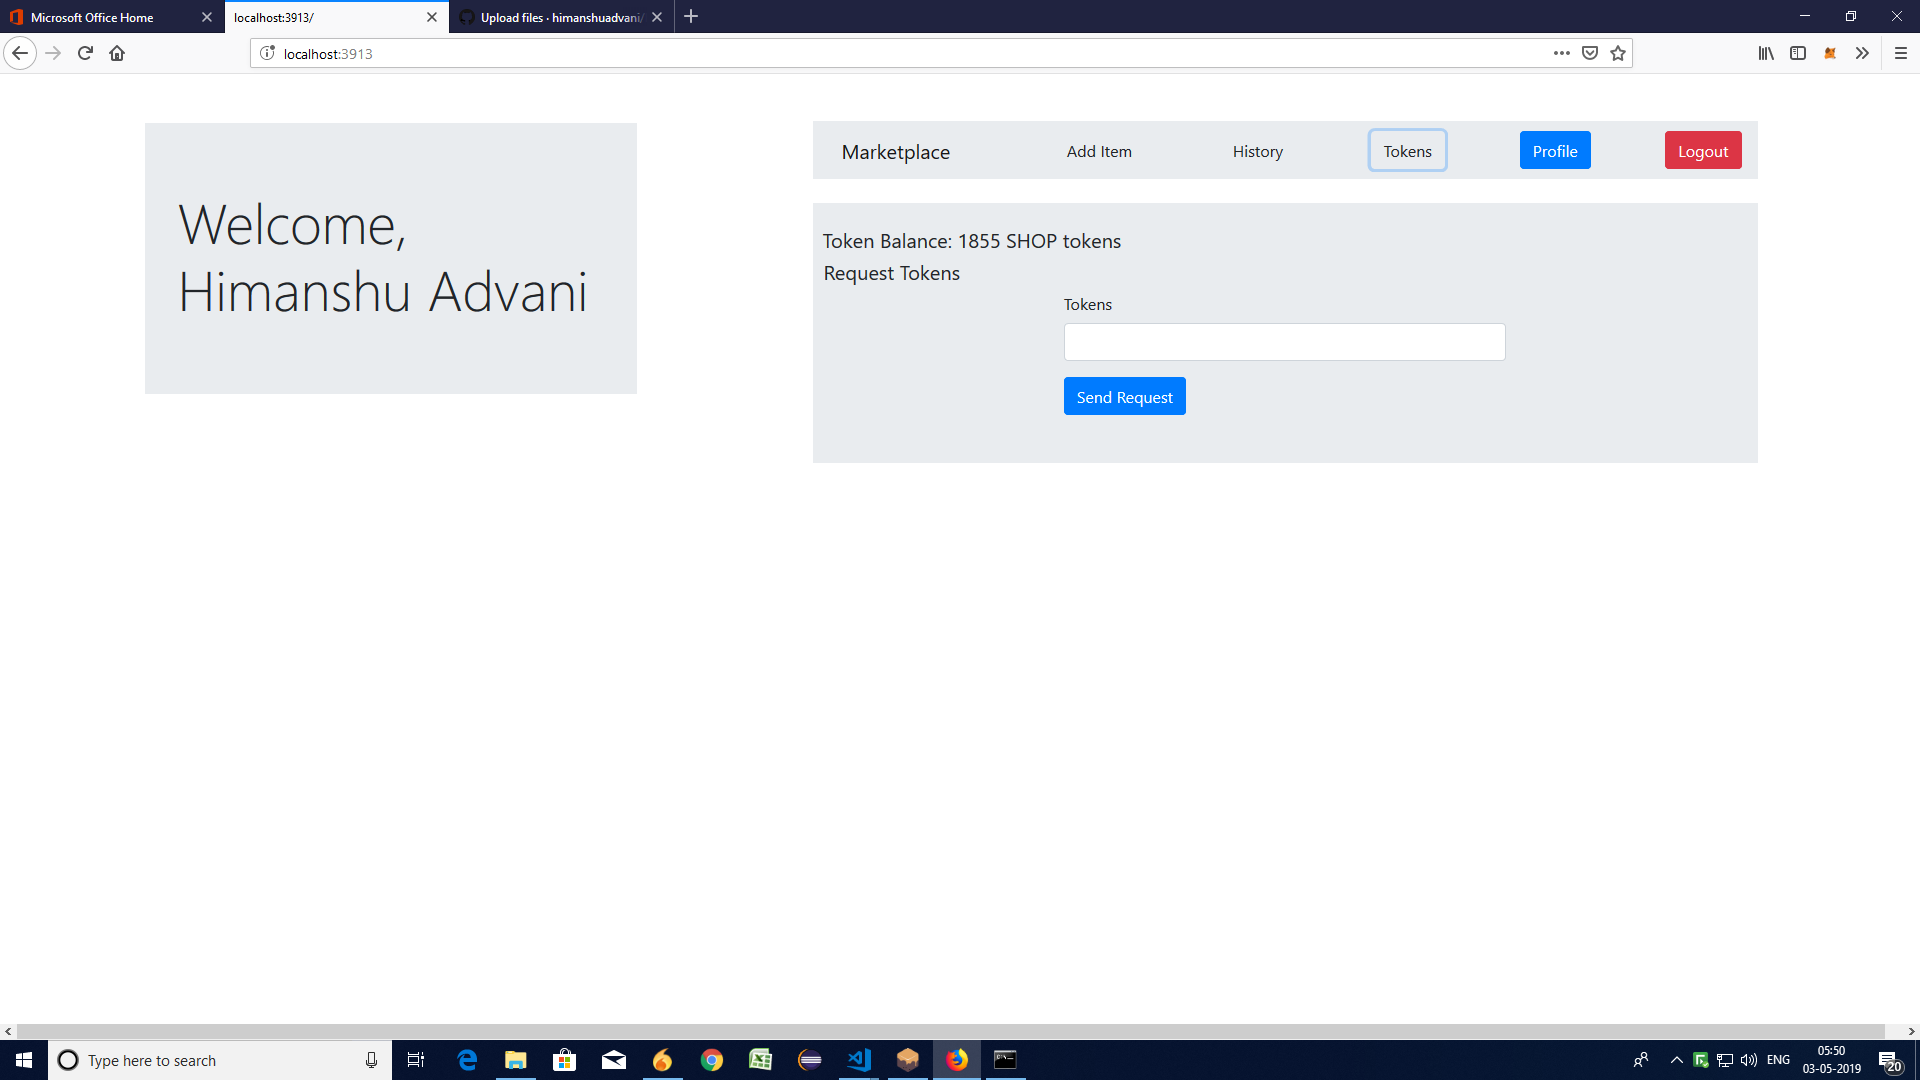 Microsoft Office Home
localhost:3913/
Upload files · himanshuadvani/
localhost:3913
Welcome,
Himanshu Advani
Marketplace
Add Item
History
Tokens
Profile
Logout
Token Balance: 1855 SHOP tokens
Request Tokens
Tokens
Send Request
Type here to search
ENG
05:50
03-05-2019
20